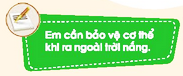 Em cần bảo vệ cơ thể
khi ra ngoài trời nắng.